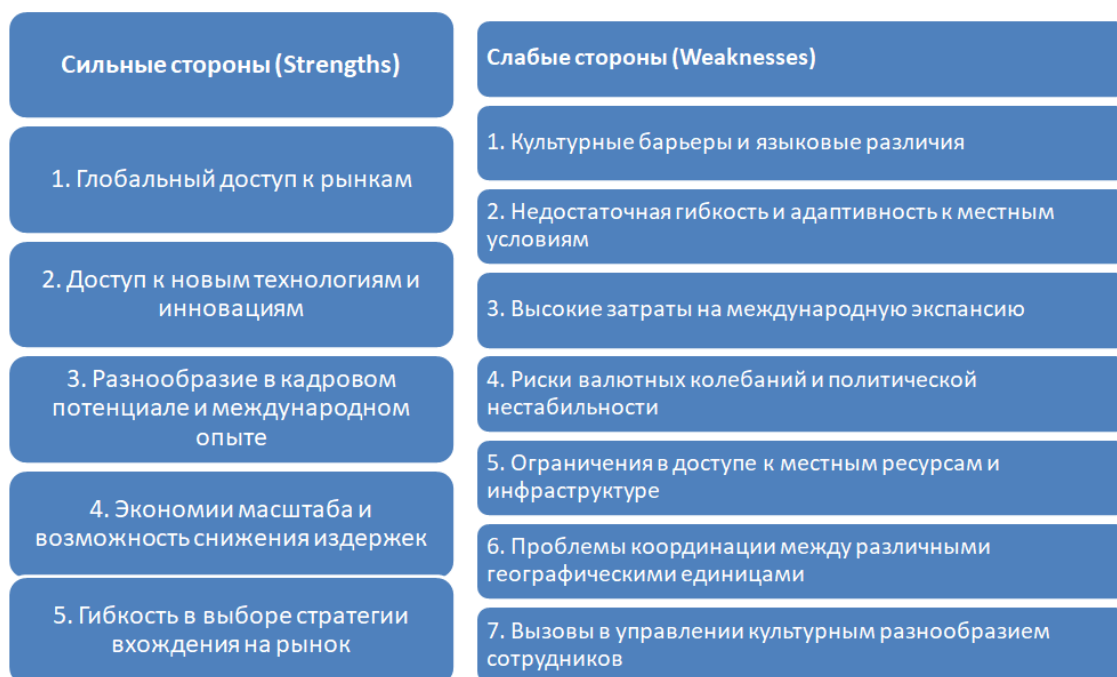 Сильные стороны (Strengths)
1. Глобальный доступ к рынкам
2. Доступ к новым технологиям и
инновациям
3. Разнообразие в кадровом
потенциале и международном
опыте
4. Экономии масштаба и
возможность снижения издержек
5. Гибкость в выборе стратегии
вхождения на рынок
Слабые стороны (Weaknesses)
1. Культурные барьеры и языковые различия
2. Недостаточная гибкость и адаптивность к местным
условиям
3. Высокие затраты на международную экспансию
4. Риски валютных колебаний и политической
нестабильности
5. Ограничения в доступе к местным ресурсам и
инфраструктуре
6. Проблемы координации между различными
географическими единицами
7. Вызовы в управлении культурным разнообразием
сотрудников